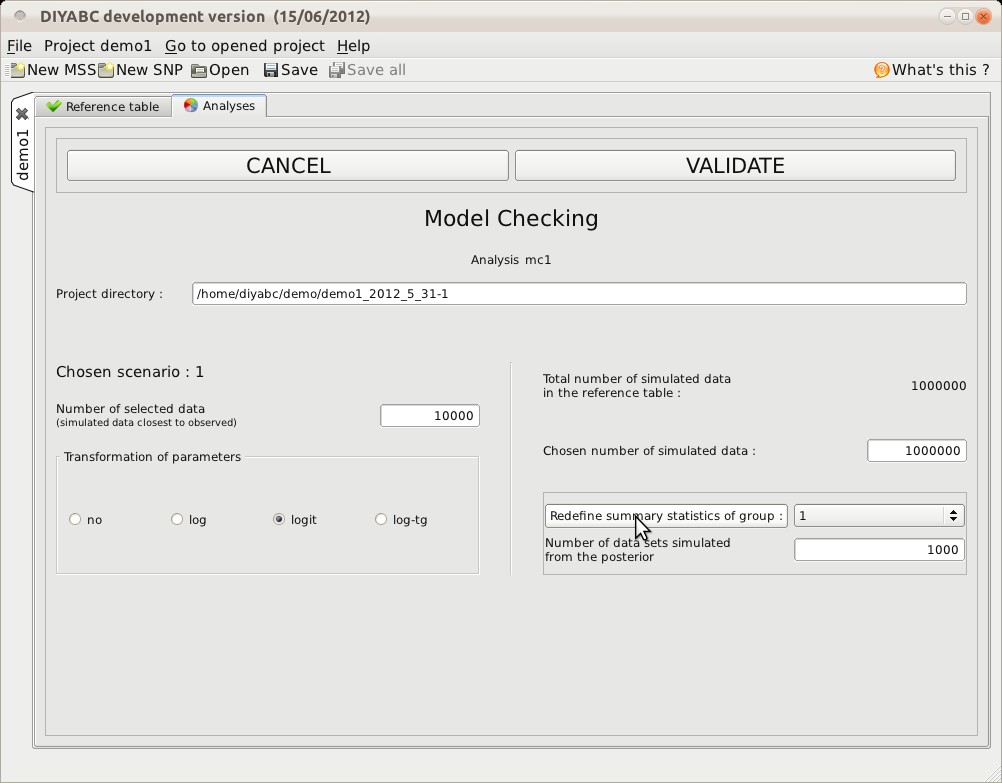 DIYABC development version (15/06/2012)
File Project demo1 Go to opened project Help
New MSS New SNP Open Save Save all What's this ?
demo1
Reference table Analyses
CANCEL VALIDATE
Model Checking
Analysis mc1
Project directory : /home/diyabc/demo/demo1_2012_5_31-1
Chosen scenario : 1
Number of selected data
(simulated data closest to observed)
10000
Transformation of parameters
no log logit log-tg
Total number of simulated data
in the reference table :
1000000
Chosen number of simulated data : 1000000
Redefine summary statistics of group : 1
Number of data sets simulated
from the posterior
1000